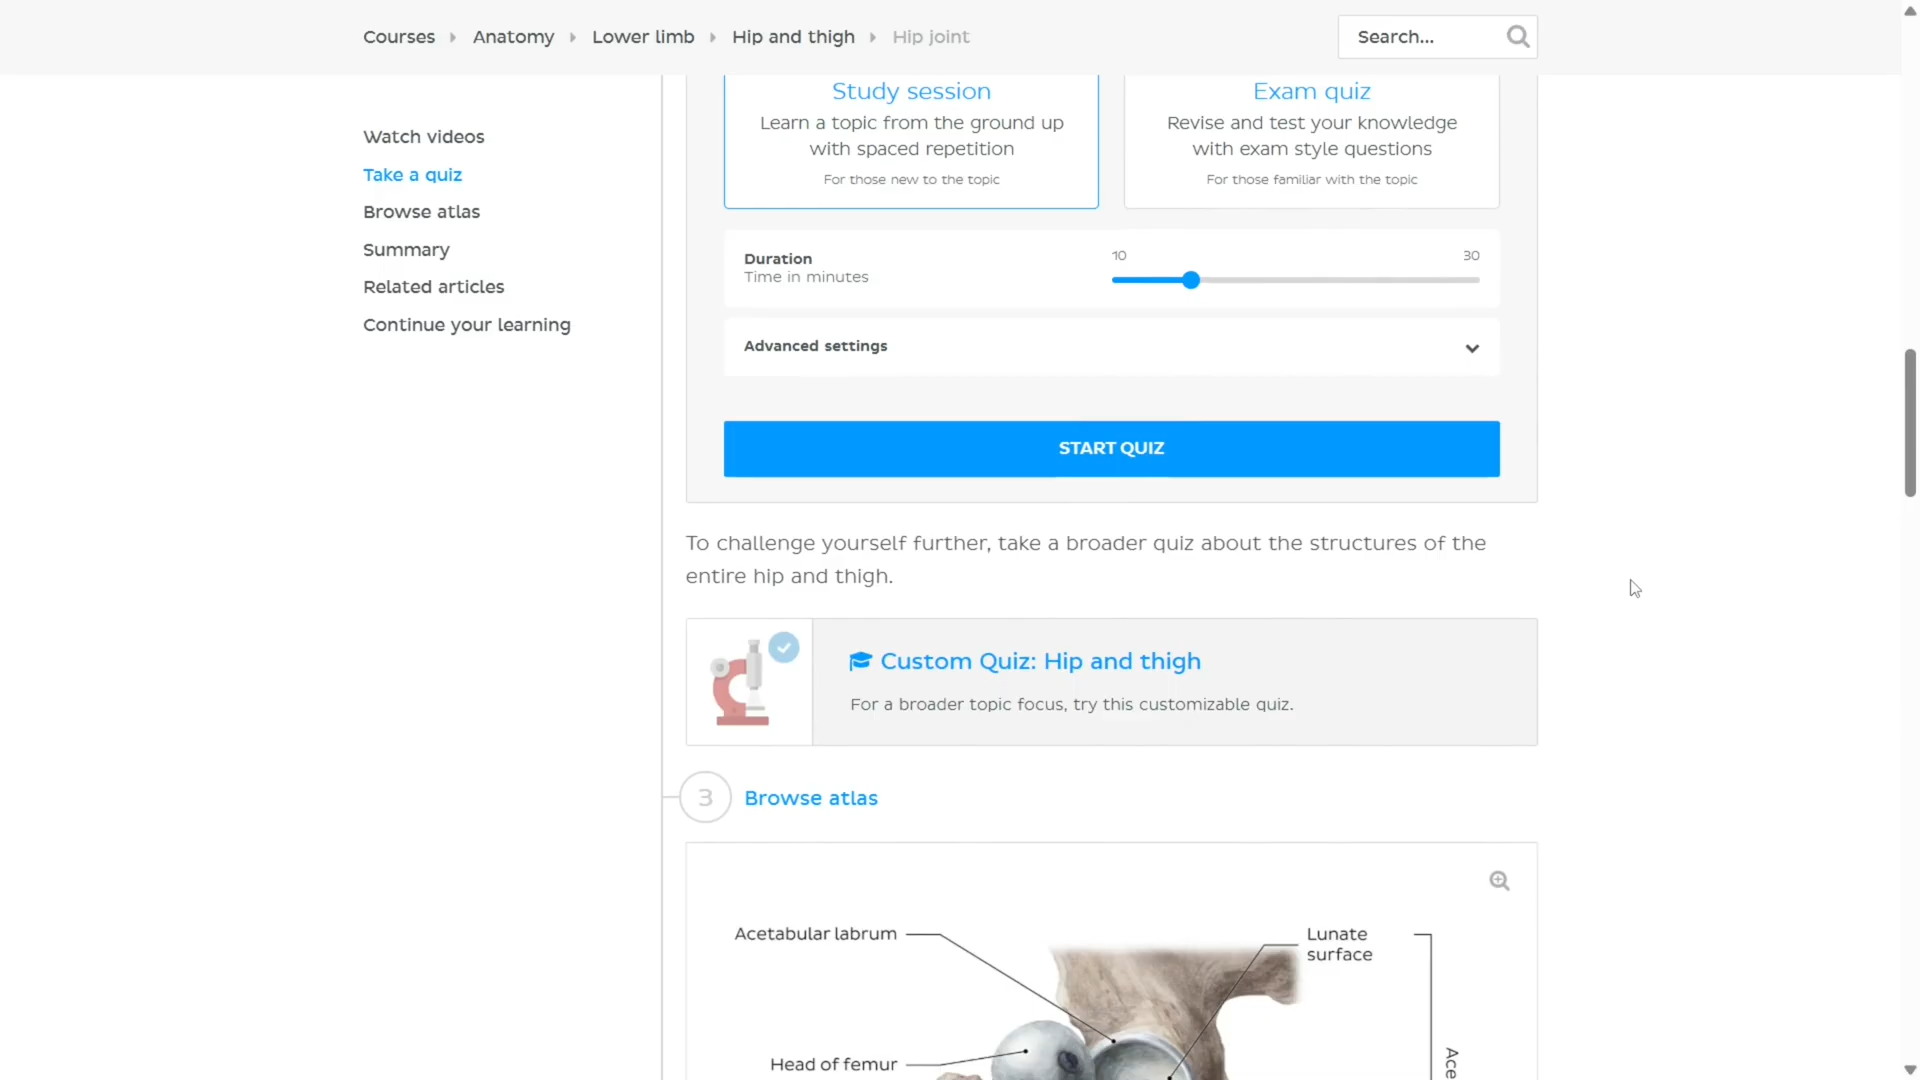 Courses
Anatomy
Lower limb
Hip and thigh
Hip joint
Search...
Watch videos
Take a quiz
Browse atlas
Summary
Related articles
Continue your learning
Study session
Learn a topic from the ground up
with spaced repetition
For those new to the topic
Exam quiz
Revise and test your knowledge
with exam style questions
For those familiar with the topic
Duration
Time in minutes
10
30
Advanced settings
START QUIZ
To challenge yourself further, take a broader quiz about the structures of the
entire hip and thigh.
Custom Quiz: Hip and thigh
For a broader topic focus, try this customizable quiz.
3
Browse atlas
Acetabular labrum
Lunate
surface
Head of femur
Ace